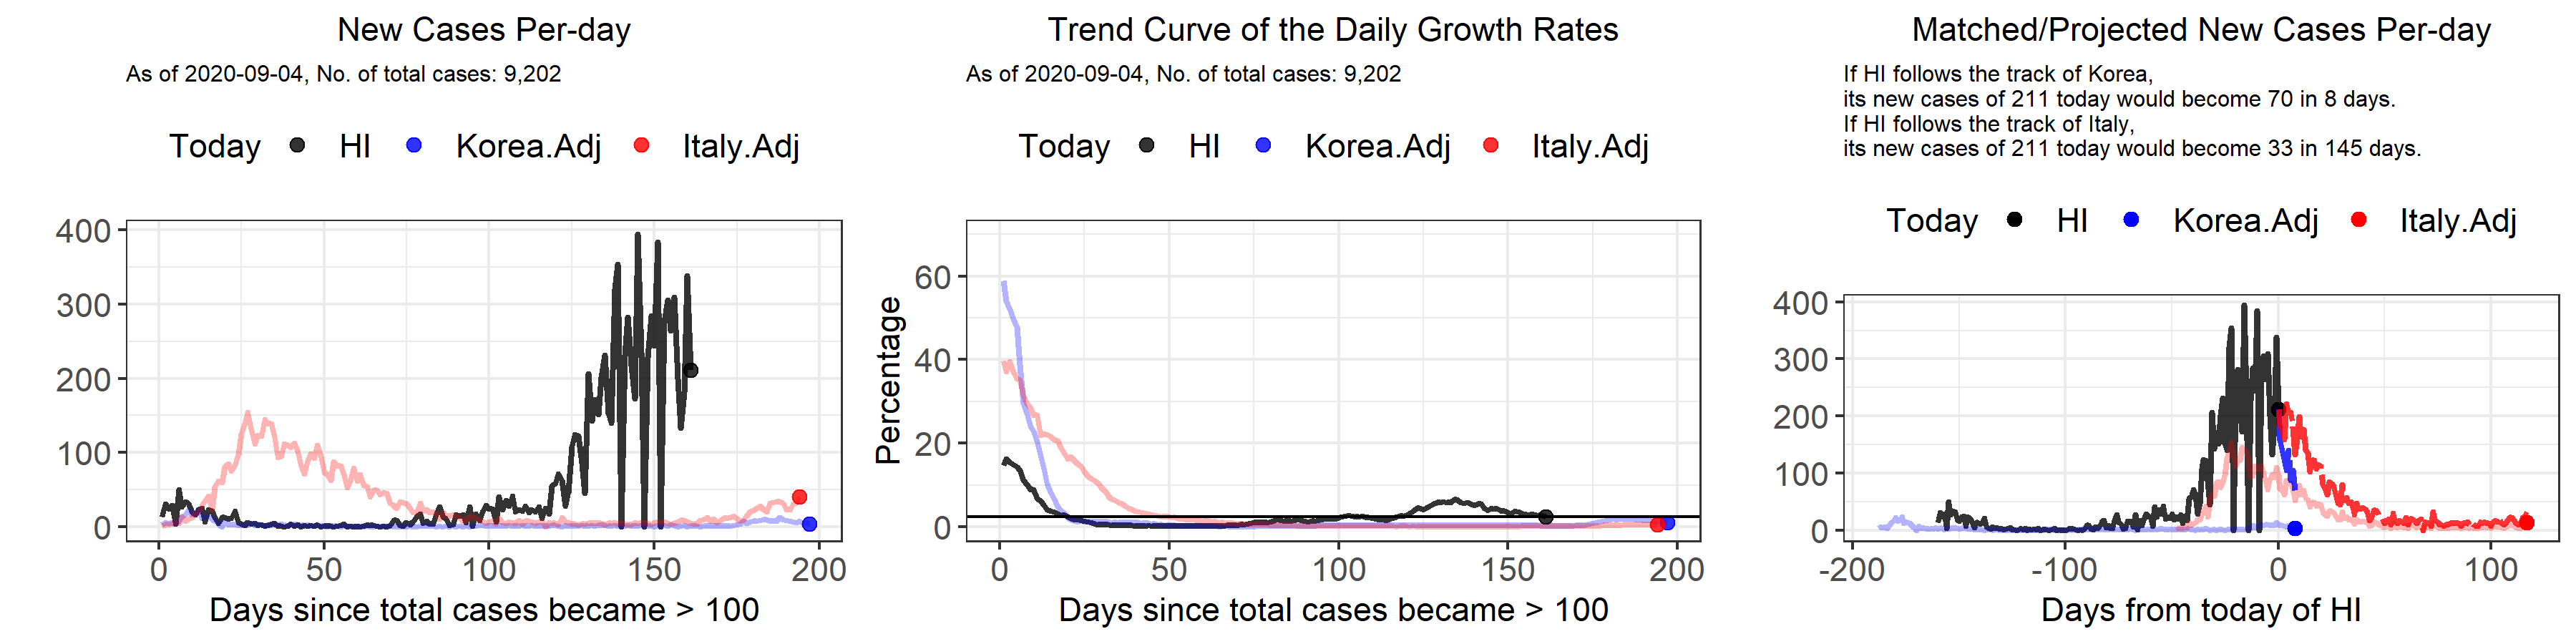 New Cases Per-day
As of 2020-09-04, No. of total cases: 9,202
Today HI Korea.Adj Italy.Adj
400
300
200
100
0
0 50 100 150 200
Days since total cases became > 100
Trend Curve of the Daily Growth Rates
As of 2020-09-04, No. of total cases: 9,202
Today HI Korea.Adj Italy.Adj
Percentage
60
40
20
0
0 50 100 150 200
Days since total cases became > 100
Matched/Projected New Cases Per-day
If HI follows the track of Korea,
its new cases of 211 today would become 70 in 8 days.
If HI follows the track of Italy,
its new cases of 211 today would become 33 in 145 days.
Today HI Korea.Adj Italy.Adj
400
300
200
100
0
-200 -100 0 100
Days from today of HI